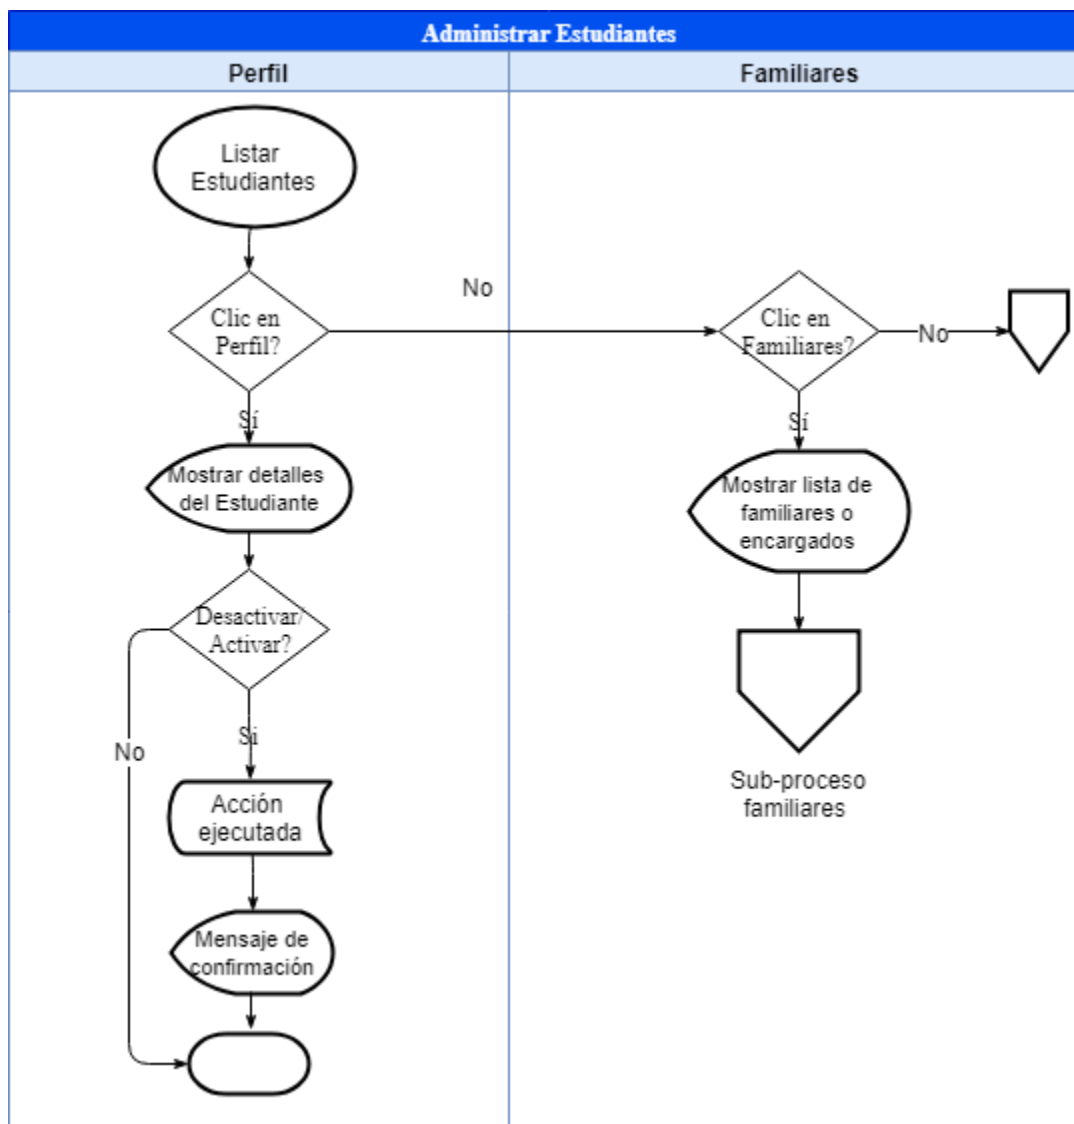 Administrar Estudiantes
Perfil
Familiares
Listar
Estudiantes
No
Clic en
Perfil?
Clic en
Familiares?
No
Sí
Sí
Mostrar detalles
del Estudiante
Mostrar lista de
familiares o
encargados
Desactivar/
Activar?
Si
No
Sub-proceso
familiares
Acción
ejecutada
Mensaje de
confirmación